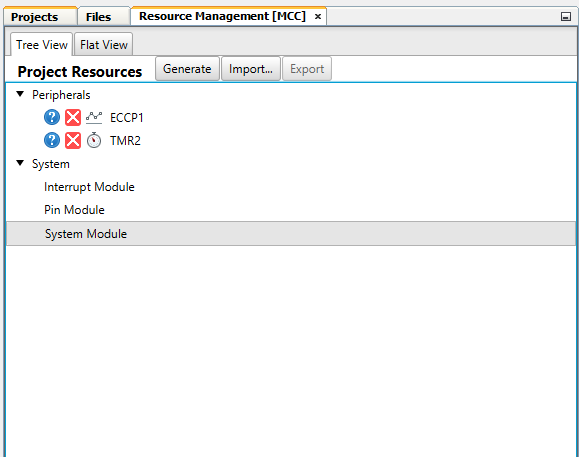 Projects Files Resource Management [MCC] ×
Tree View Flat View
Project Resources Generate Import... Export
Peripherals
? ECCP1
? TMR2
System
Interrupt Module
Pin Module
System Module